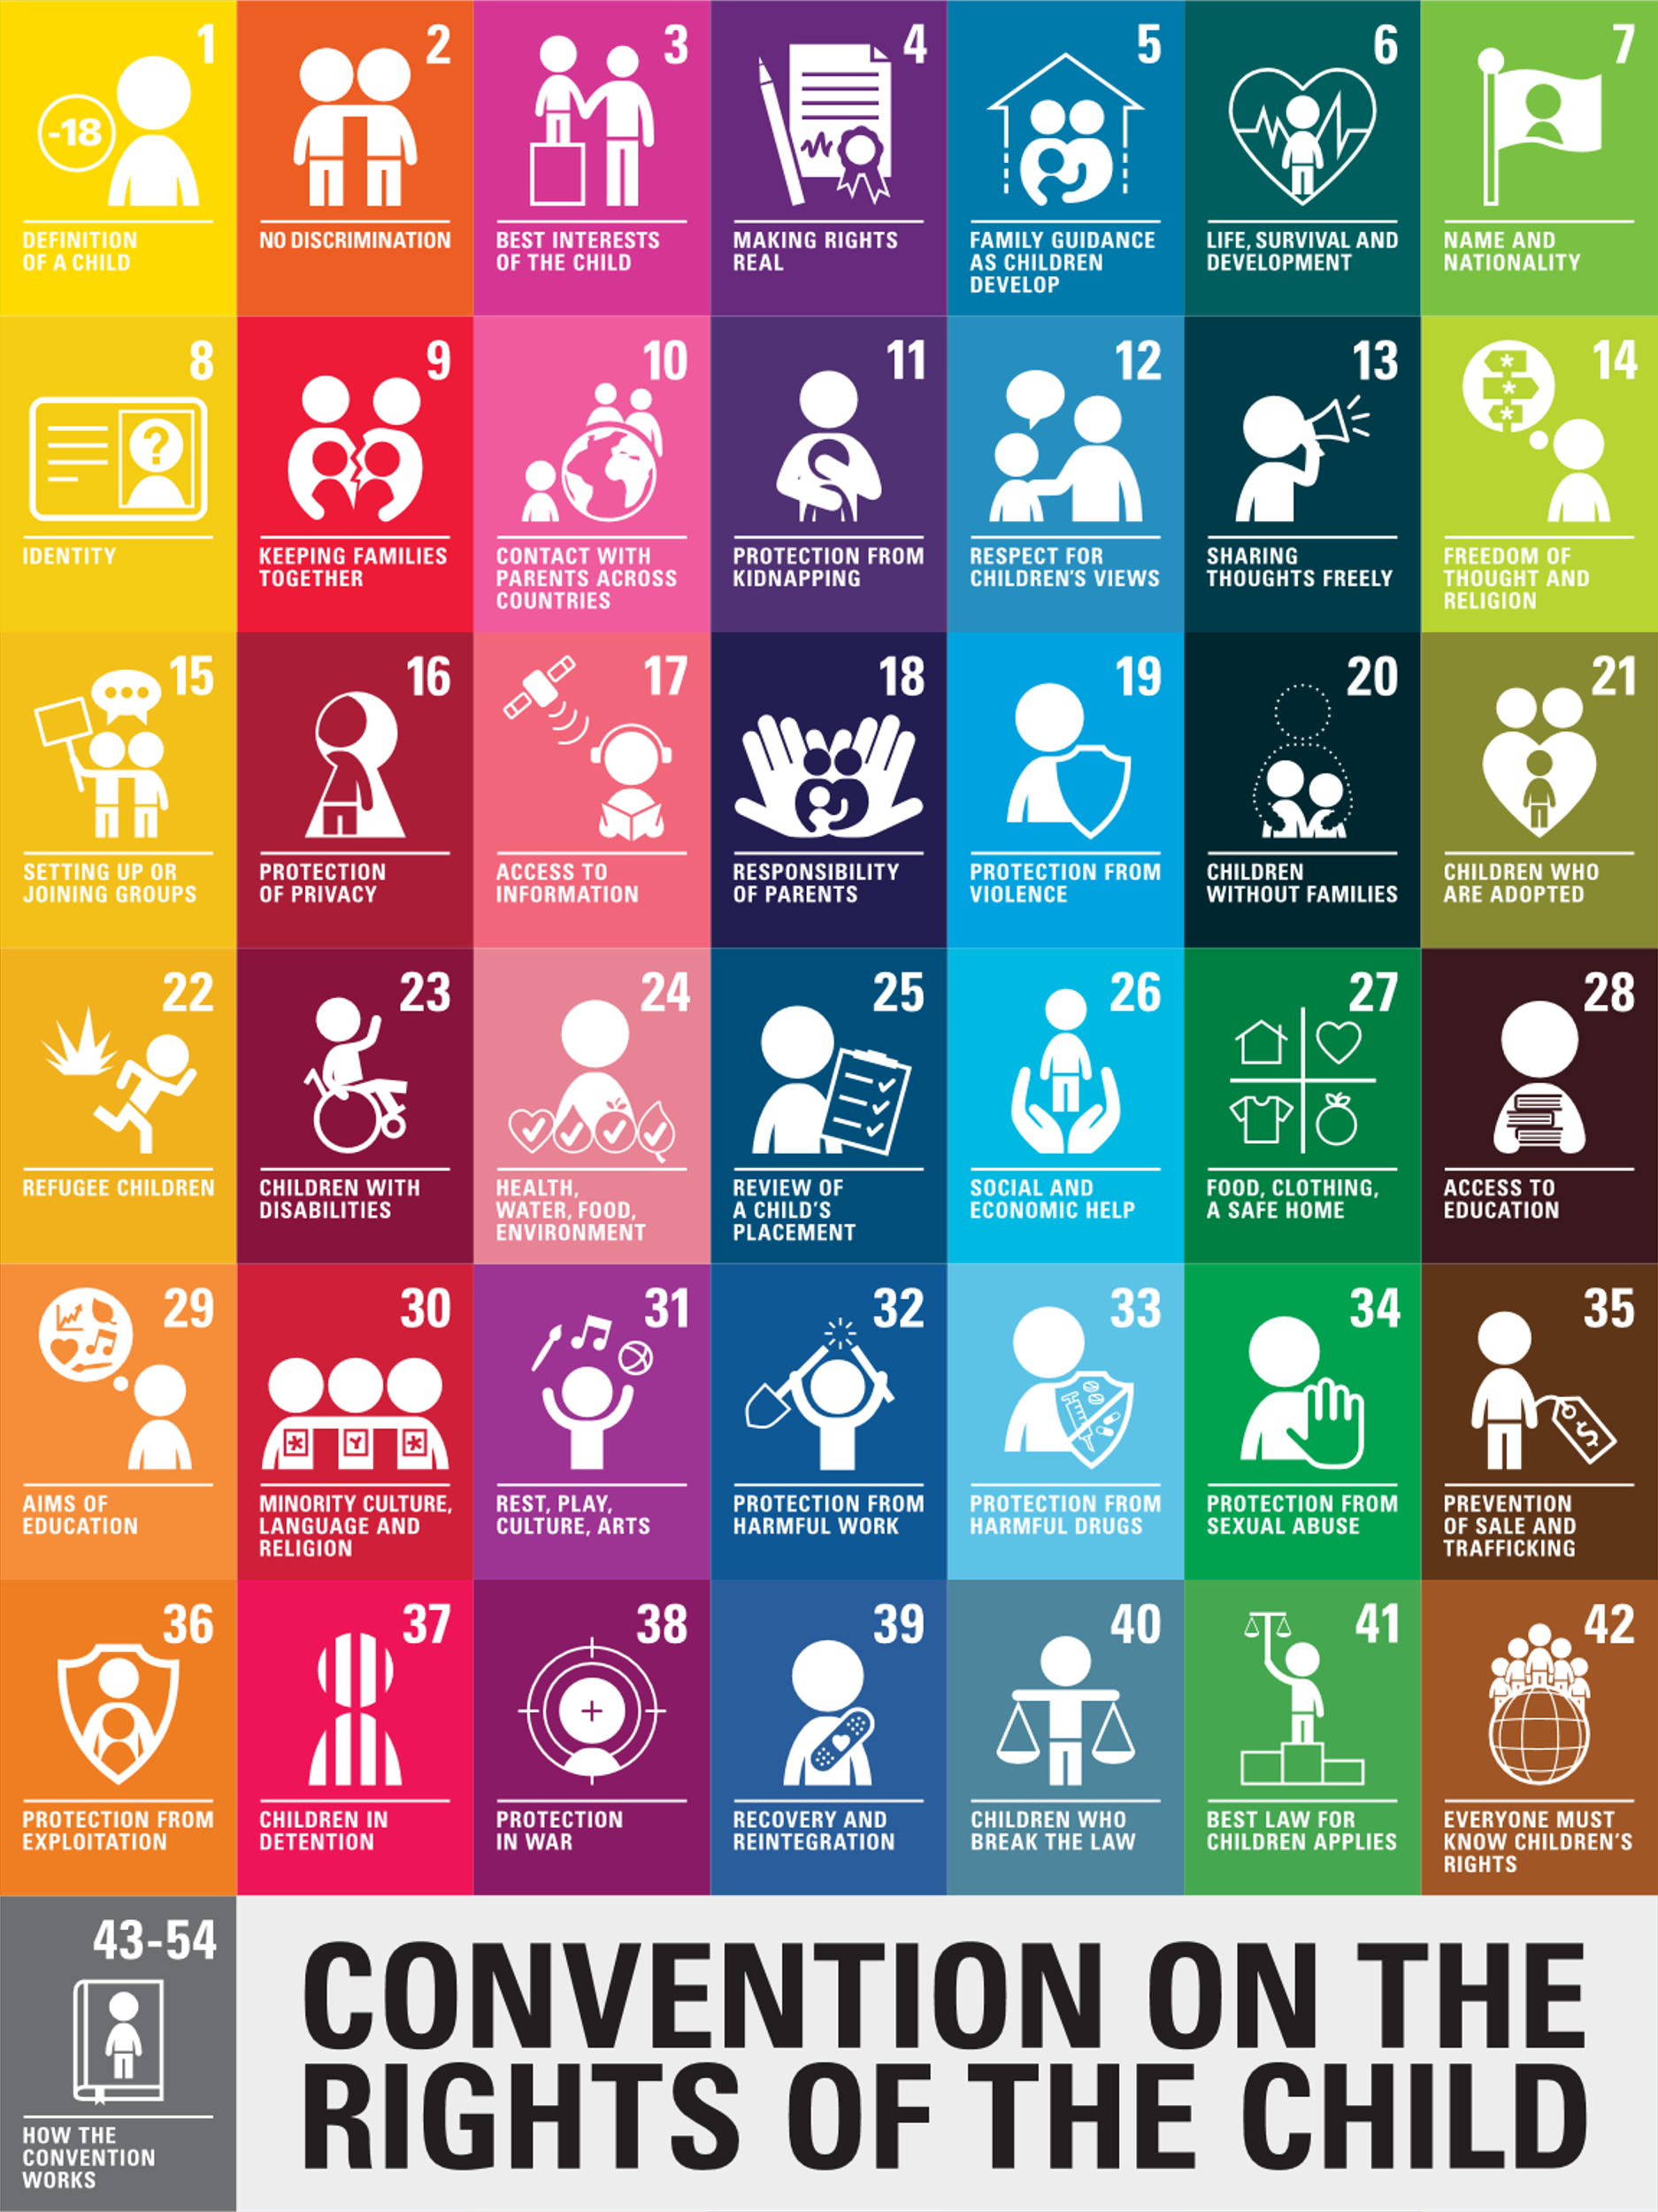 1
-18
DEFINITION
OF A CHILD
2
NO DISCRIMINATION
3
BEST INTERESTS
OF THE CHILD
4
MAKING RIGHTS
REAL
5
FAMILY GUIDANCE
AS CHILDREN
DEVELOP
6
LIFE, SURVIVAL AND
DEVELOPMENT
7
NAME AND
NATIONALITY
8
?
IDENTITY
9
KEEPING FAMILIES
TOGETHER
10
CONTACT WITH
PARENTS ACROSS
COUNTRIES
11
PROTECTION FROM
KIDNAPPING
12
RESPECT FOR
CHILDREN'S VIEWS
13
SHARING
THOUGHTS FREELY
14
*
*
*
FREEDOM OF
THOUGHT AND
RELIGION
15
SETTING UP OR
JOINING GROUPS
16
PROTECTION
OF PRIVACY
17
ACCESS TO
INFORMATION
18
RESPONSIBILITY
OF PARENTS
19
PROTECTION FROM
VIOLENCE
20
CHILDREN
WITHOUT FAMILIES
21
CHILDREN WHO
ARE ADOPTED
22
REFUGEE CHILDREN
23
CHILDREN WITH
DISABILITIES
24
HEALTH,
WATER, FOOD,
ENVIRONMENT
25
REVIEW OF
A CHILD'S
PLACEMENT
26
SOCIAL AND
ECONOMIC HELP
27
FOOD, CLOTHING,
A SAFE HOME
28
ACCESS TO
EDUCATION
29
AIMS OF
EDUCATION
30
* Y *
MINORITY CULTURE,
LANGUAGE AND
RELIGION
31
REST, PLAY,
CULTURE, ARTS
32
PROTECTION FROM
HARMFUL WORK
33
PROTECTION FROM
HARMFUL DRUGS
34
PROTECTION FROM
SEXUAL ABUSE
35
$
PREVENTION
OF SALE AND
TRAFFICKING
36
PROTECTION FROM
EXPLOITATION
37
CHILDREN IN
DETENTION
38
PROTECTION
IN WAR
39
RECOVERY AND
REINTEGRATION
40
CHILDREN WHO
BREAK THE LAW
41
BEST LAW FOR
CHILDREN APPLIES
42
EVERYONE MUST
KNOW CHILDREN'S
RIGHTS
43-54
HOW THE
CONVENTION
WORKS
CONVENTION ON THE
RIGHTS OF THE CHILD